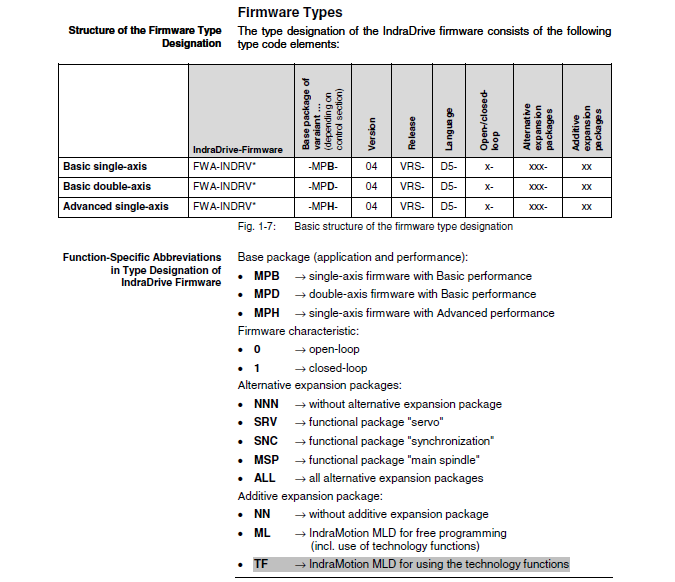 Firmware Types
Structure of the Firmware Type
Designation
The type designation of the IndraDrive firmware consists of the following
type code elements:
IndraDrive-Firmware
Base package of
varaiant ...
(depending on
control section)
Version
Release
Language
Open-/closed-
loop
Alternative
expansion
packages
Additive
expansion
packages
Basic single-axis FWA-INDRV* -MPB- 04 VRS- D5- x- xxx- xx
Basic double-axis FWA-INDRV* -MPD- 04 VRS- D5- x- xxx- xx
Advanced single-axis FWA-INDRV* -MPH- 04 VRS- D5- x- xxx- xx
Fig. 1-7: Basic structure of the firmware type designation
Function-Specific Abbreviations
in Type Designation of
IndraDrive Firmware
Base package (application and performance):
• MPB → single-axis firmware with Basic performance
• MPD → double-axis firmware with Basic performance
• MPH → single-axis firmware with Advanced performance
Firmware characteristic:
• 0 → open-loop
• 1 → closed-loop
Alternative expansion packages:
• NNN → without alternative expansion package
• SRV → functional package "servo"
• SNC → functional package "synchronization"
• MSP → functional package "main spindle"
• ALL → all alternative expansion packages
Additive expansion package:
• NN → without additive expansion package
• ML → IndraMotion MLD for free programming
(incl. use of technology functions)
• TF → IndraMotion MLD for using the technology functions